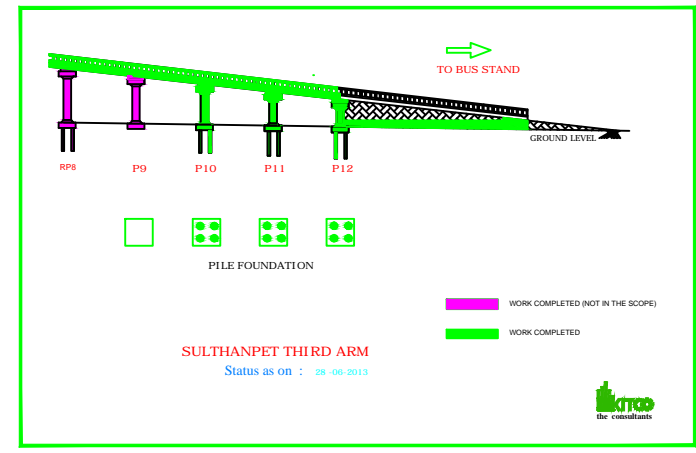 TO BUS STAND
GROUND LEVEL
RP8 P9 P10 P11 P12
PILE FOUNDATION
WORK COMPLETED (NOT IN THE SCOPE)
WORK COMPLETED
SULTHANPET THIRD ARM
Status as on : 28 -06-2013
KITCO
the consultants